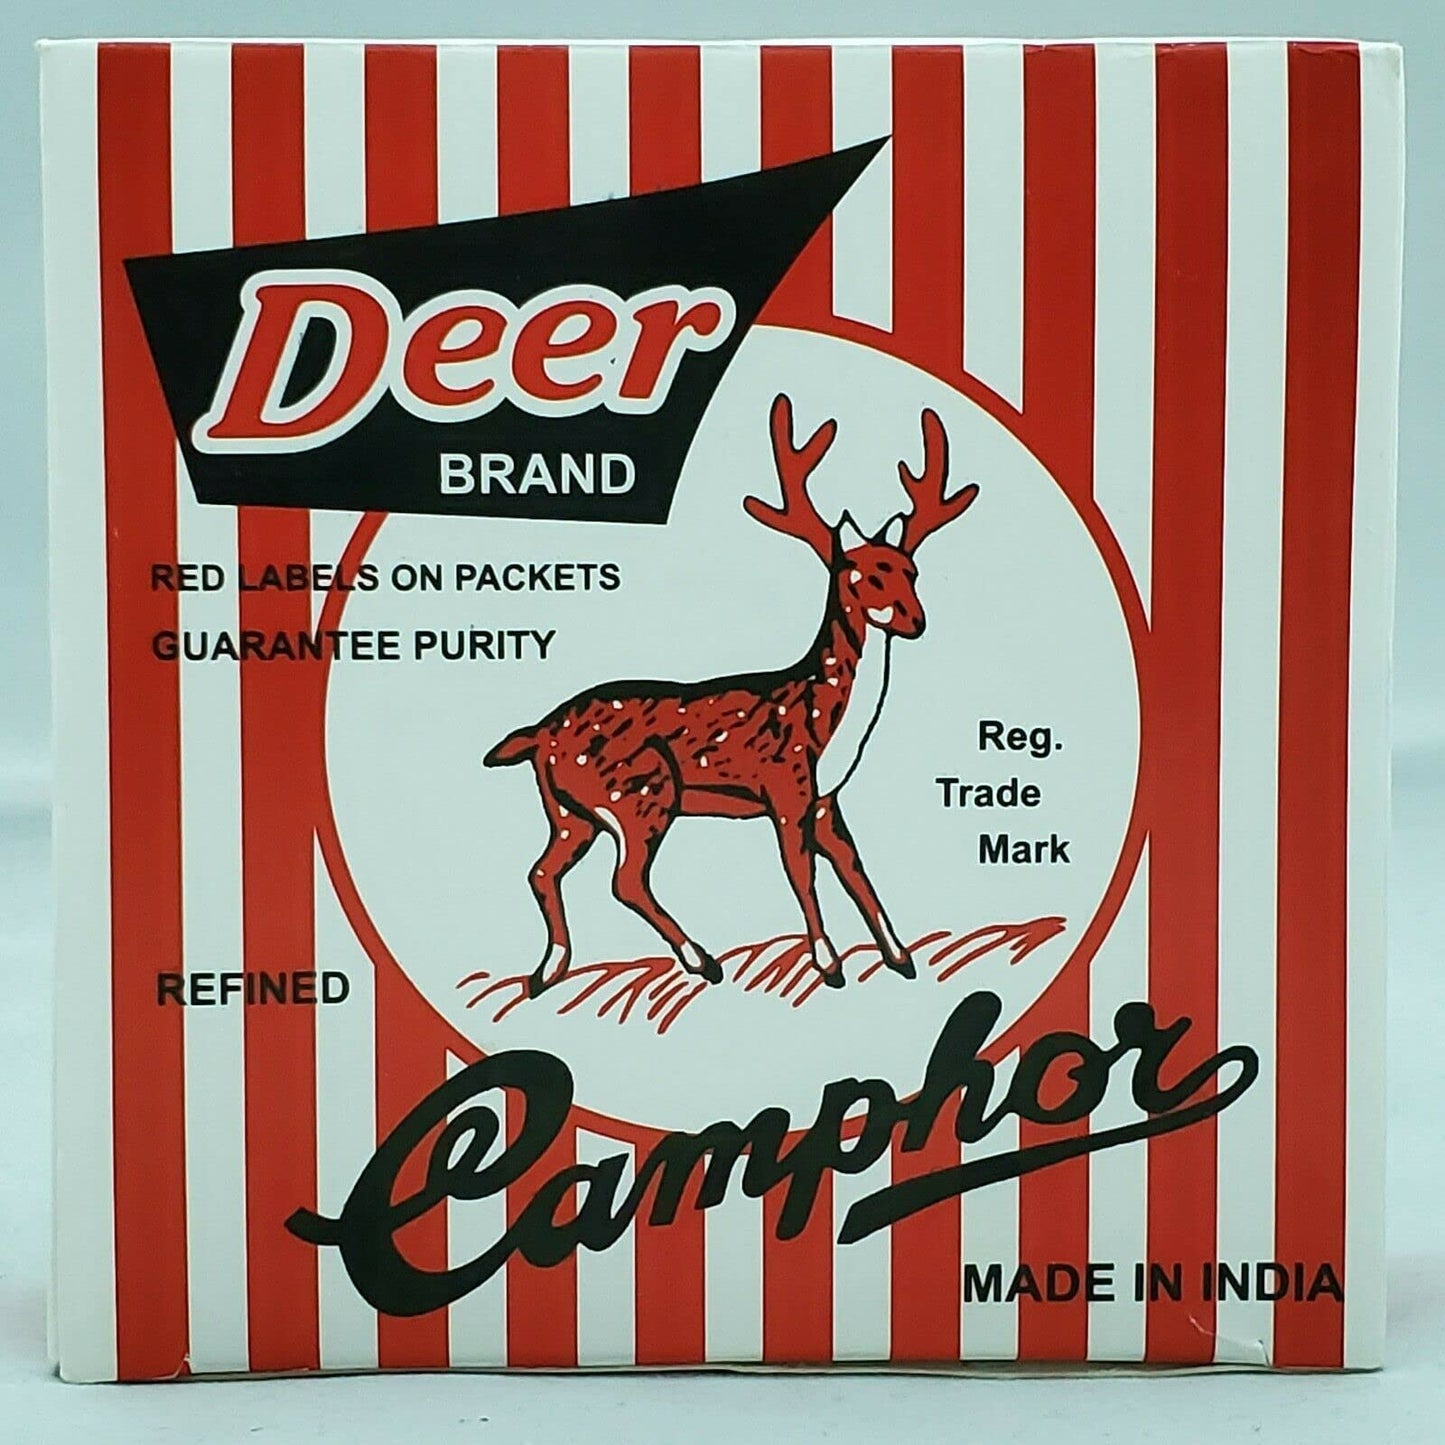 Deer
BRAND
RED LABELS ON PACKETS
GUARANTEE PURITY
Reg.
Trade
Mark
REFINED
Camphor
MADE IN INDIA